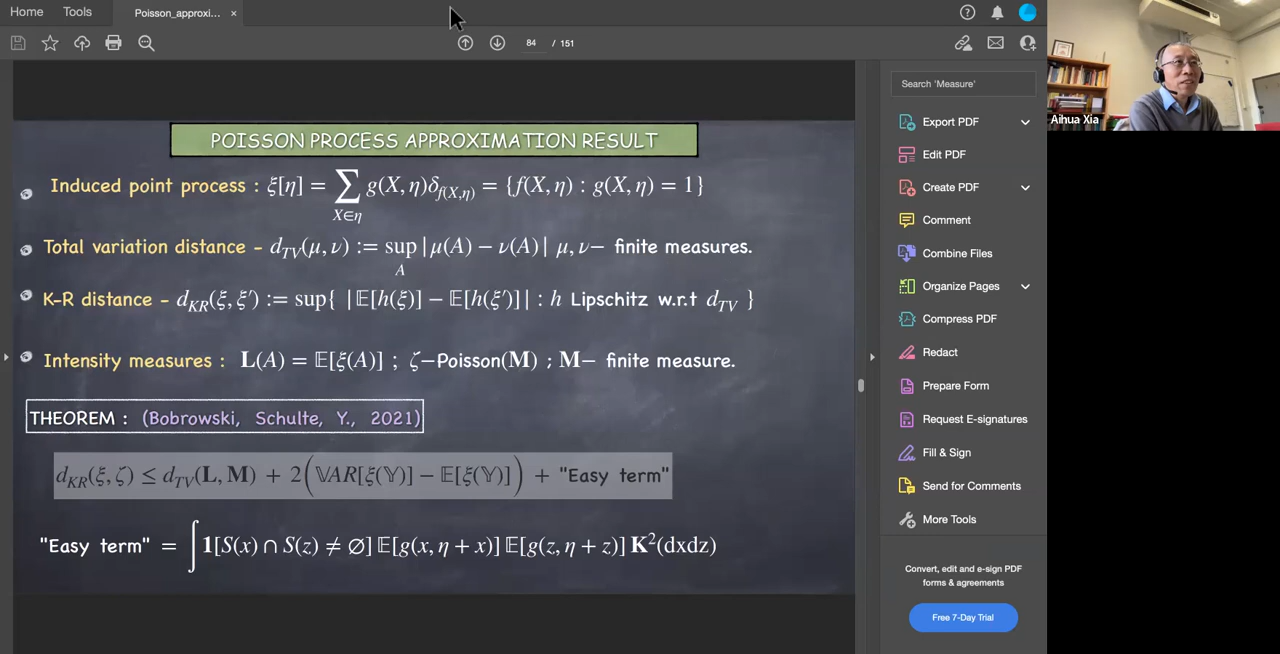 Home Tools Poisson_approxi... ×
84 / 151
POISSON PROCESS APPROXIMATION RESULT
Induced point process : ξ[η] = ∑_{X∈η} g(X, η)δ_{f(X,η)} = {f(X, η) : g(X, η) = 1}
Total variation distance - d_{TV}(μ, ν) := sup_A |μ(A) − ν(A)| μ, ν− finite measures.
K-R distance - d_{KR}(ξ, ξ′) := sup{ |𝔼[h(ξ)] − 𝔼[h(ξ′)]| : h Lipschitz w.r.t d_{TV} }
Intensity measures : L(A) = 𝔼[ξ(A)] ; ζ−Poisson(M) ; M− finite measure.
THEOREM : (Bobrowski, Schulte, Y., 2021)
d_{KR}(ξ, ζ) ≤ d_{TV}(L, M) + 2(𝕍AR[ξ(𝕐)] − 𝔼[ξ(𝕐)]) + "Easy term"
"Easy term" = ∫ 1[S(x) ∩ S(z) ≠ ∅] 𝔼[g(x, η + x)] 𝔼[g(z, η + z)] K²(dxdz)
Search 'Measure'
Export PDF
Edit PDF
Create PDF
Comment
Combine Files
Organize Pages
Compress PDF
Redact
Prepare Form
Request E-signatures
Fill & Sign
Send for Comments
More Tools
Convert, edit and e-sign PDF
forms & agreements
Free 7-Day Trial
Aihua Xia